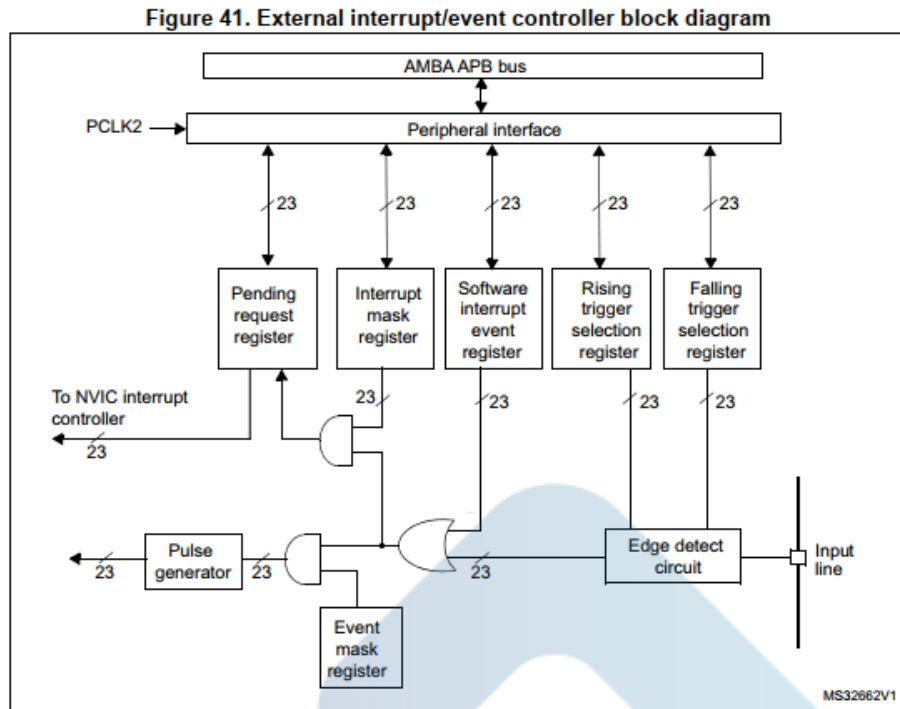 Figure 41. External interrupt/event controller block diagram
AMBA APB bus
PCLK2
Peripheral interface
23
23
23
23
23
Pending
request
register
Interrupt
mask
register
Software
interrupt
event
register
Rising
trigger
selection
register
Falling
trigger
selection
register
To NVIC interrupt
controller
23
23
23
23
23
Pulse
generator
23
23
23
Edge detect
circuit
Input
line
Event
mask
register
MS32662V1